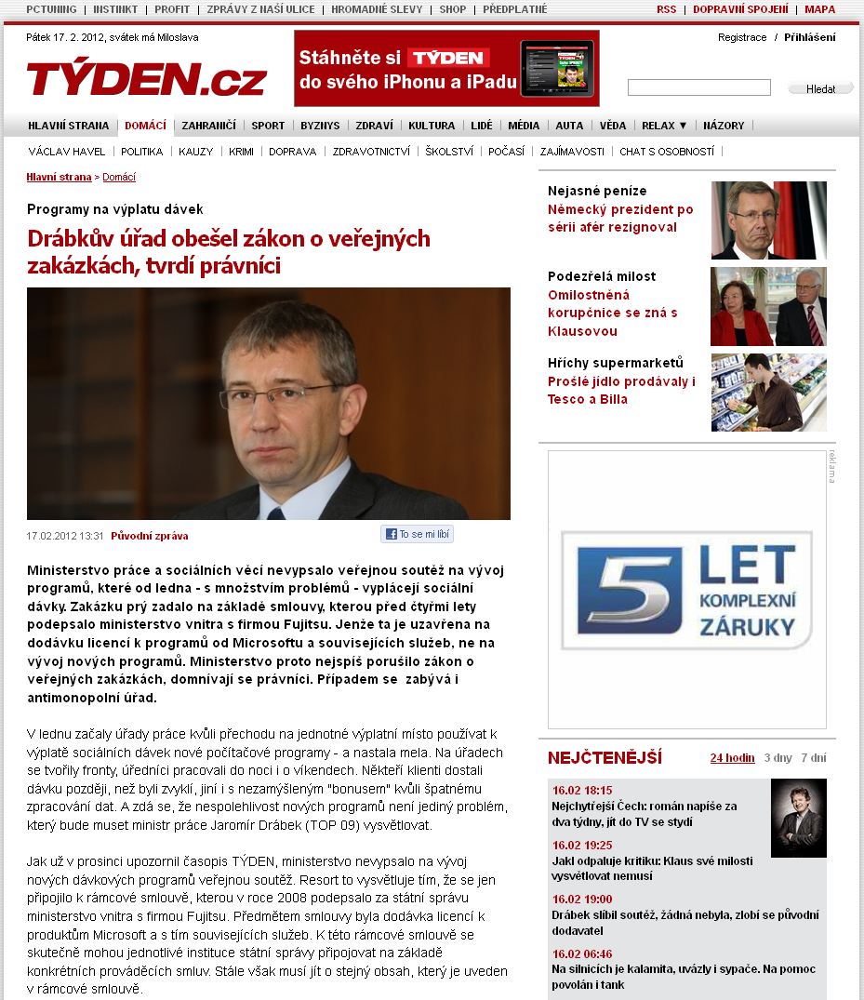 PCTUNING | INSTINKT | PROFIT | ZPRÁVY Z NAŠÍ ULICE | HROMADNÉ SLEVY | SHOP | PŘEDPLATNÉ
RSS | DOPRAVNÍ SPOJENÍ | MAPA
Pátek 17. 2. 2012, svátek má Miloslava
TÝDEN.cz
Stáhněte si TÝDEN
do svého iPhonu a iPadu
TÝDEN
Registrace / Přihlášení
Hledat
HLAVNÍ STRANA | DOMÁCÍ | ZAHRANIČÍ | SPORT | BYZNYS | ZDRAVÍ | KULTURA | LIDÉ | MÉDIA | AUTA | VĚDA | RELAX ▼ | NÁZORY |
VÁCLAV HAVEL | POLITIKA | KAUZY | KRIMI | DOPRAVA | ZDRAVOTNICTVÍ | ŠKOLSTVÍ | POČASÍ | ZAJÍMAVOSTI | CHAT S OSOBNOSTÍ |
Hlavní strana > Domácí
Programy na výplatu dávek
Drábkův úřad obešel zákon o veřejných
zakázkách, tvrdí právníci
17.02.2012 13:31 Původní zpráva
To se mi líbí
Ministerstvo práce a sociálních věcí nevypsalo veřejnou soutěž na vývoj
programů, které od ledna - s množstvím problémů - vyplácejí sociální
dávky. Zakázku prý zadalo na základě smlouvy, kterou před čtyřmi lety
podepsalo ministerstvo vnitra s firmou Fujitsu. Jenže ta je uzavřena na
dodávku licencí k programů od Microsoftu a souvisejících služeb, ne na
vývoj nových programů. Ministerstvo proto nejspíš porušilo zákon o
veřejných zakázkách, domnívají se právníci. Případem se zabývá i
antimonopolní úřad.
V lednu začaly úřady práce kvůli přechodu na jednotné výplatní místo používat k
výplatě sociálních dávek nové počítačové programy - a nastala mela. Na úřadech
se tvořily fronty, úředníci pracovali do noci i o víkendech. Někteří klienti dostali
dávku později, než byli zvyklí, jiní i s nezamýšleným "bonusem" kvůli špatnému
zpracování dat. A zdá se, že nespolehlivost nových programů není jediný problém,
který bude muset ministr práce Jaromír Drábek (TOP 09) vysvětlovat.
Jak už v prosinci upozornil časopis TÝDEN, ministerstvo nevypsalo na vývoj
nových dávkových programů veřejnou soutěž. Resort to vysvětluje tím, že se jen
připojilo k rámcové smlouvě, kterou v roce 2008 podepsalo za státní správu
ministerstvo vnitra s firmou Fujitsu. Předmětem smlouvy byla dodávka licencí k
produktům Microsoft a s tím souvisejících služeb. K této rámcové smlouvě se
skutečně mohou jednotlivé instituce státní správy připojovat na základě
konkrétních prováděcích smluv. Stále však musí jít o stejný obsah, který je uveden
v rámcové smlouvě.
Nejasné peníze
Německý prezident po
sérii afér rezignoval
Podezřelá milost
Omilostněná
korupčnice se zná s
Klausovou
Hříchy supermarketů
Prošlé jídlo prodávaly i
Tesco a Billa
reklama
5 LET
KOMPLEXNÍ
ZÁRUKY
NEJČTENĚJŠÍ
24 hodin 3 dny 7 dní
16.02 18:15
Nejchytřejší Čech: román napíše za
dva týdny, jít do TV se stydí
16.02 19:25
Jakl odpaluje kritiku: Klaus své milosti
vysvětlovat nemusí
16.02 19:00
Drábek slíbil soutěž, žádná nebyla, zlobí se původní
dodavatel
16.02 06:46
Na silnicích je kalamita, uvázly i sypače. Na pomoc
povolán i tank